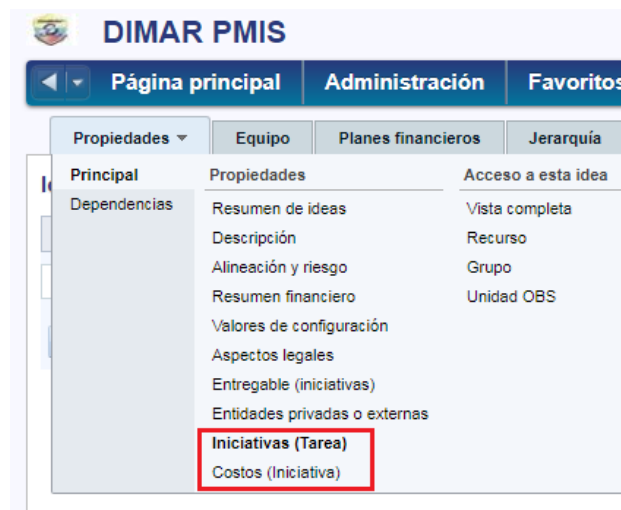 DIMAR PMIS
Página principal Administración Favoritos
Propiedades Equipo Planes financieros Jerarquía
Principal Propiedades Acceso a esta idea
Dependencias Resumen de ideas Vista completa
Descripción Recurso
Alineación y riesgo Grupo
Resumen financiero Unidad OBS
Valores de configuración
Aspectos legales
Entregable (iniciativas)
Entidades privadas o externas
Iniciativas (Tarea)
Costos (Iniciativa)